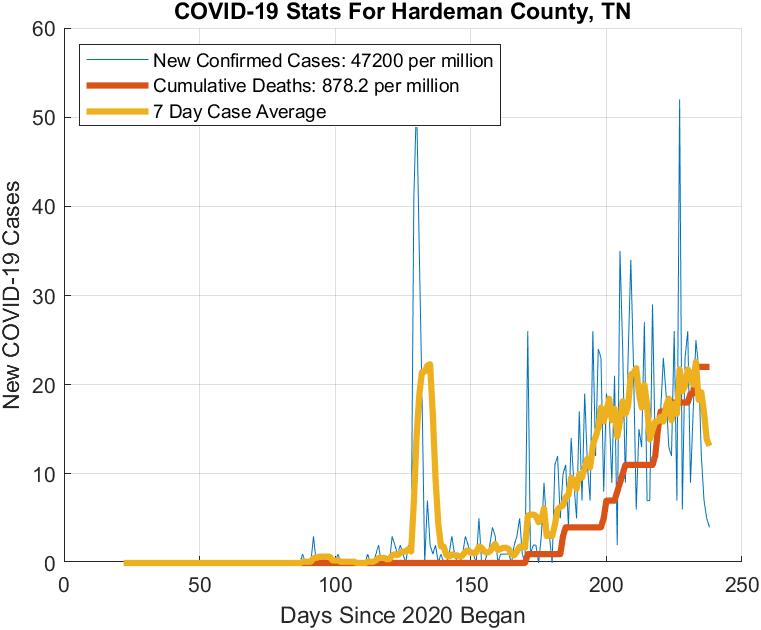 COVID-19 Stats For Hardeman County, TN
New Confirmed Cases: 47200 per million
Cumulative Deaths: 878.2 per million
7 Day Case Average
New COVID-19 Cases
60
50
40
30
20
10
0
0 50 100 150 200 250
Days Since 2020 Began